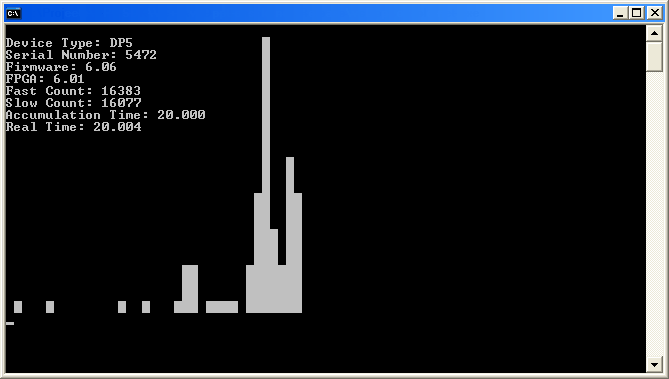 C:\
Device Type: DP5
Serial Number: 5472
Firmware: 6.06
FPGA: 6.01
Fast Count: 16383
Slow Count: 16077
Accumulation Time: 20.000
Real Time: 20.004